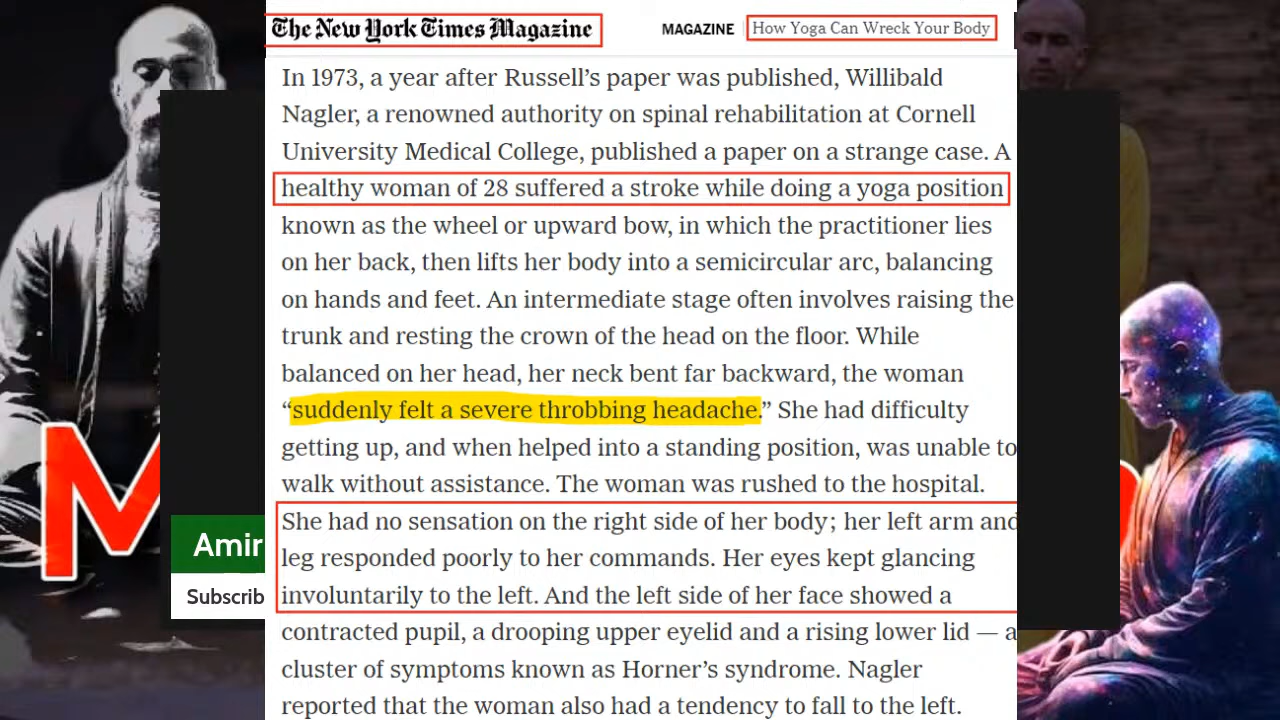 The New York Times Magazine
MAGAZINE
How Yoga Can Wreck Your Body
In 1973, a year after Russell’s paper was published, Willibald
Nagler, a renowned authority on spinal rehabilitation at Cornell
University Medical College, published a paper on a strange case. A
healthy woman of 28 suffered a stroke while doing a yoga position
known as the wheel or upward bow, in which the practitioner lies
on her back, then lifts her body into a semicircular arc, balancing
on hands and feet. An intermediate stage often involves raising the
trunk and resting the crown of the head on the floor. While
balanced on her head, her neck bent far backward, the woman
“suddenly felt a severe throbbing headache.” She had difficulty
getting up, and when helped into a standing position, was unable to
walk without assistance. The woman was rushed to the hospital.
She had no sensation on the right side of her body; her left arm and
leg responded poorly to her commands. Her eyes kept glancing
involuntarily to the left. And the left side of her face showed a
contracted pupil, a drooping upper eyelid and a rising lower lid — a
cluster of symptoms known as Horner’s syndrome. Nagler
reported that the woman also had a tendency to fall to the left.
M
Amir
Subscrib